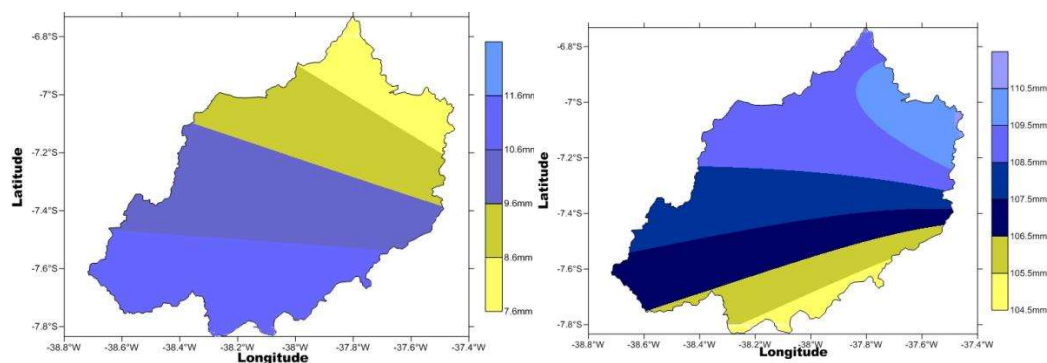 -6.8°S
-7°S
-7.2°S
-7.4°S
-7.6°S
-7.8°S
Latitude
-38.8°W -38.6°W -38.4°W -38.2°W -38°W -37.8°W -37.6°W -37.4°W
Longitude
11.6mm
10.6mm
9.6mm
8.6mm
7.6mm
-6.8°S
-7°S
-7.2°S
-7.4°S
-7.6°S
-7.8°S
Latitude
-38.8°W -38.6°W -38.4°W -38.2°W -38°W -37.8°W -37.6°W -37.4°W
Longitude
110.5mm
109.5mm
108.5mm
106.5mm
105.5mm
104.5mm